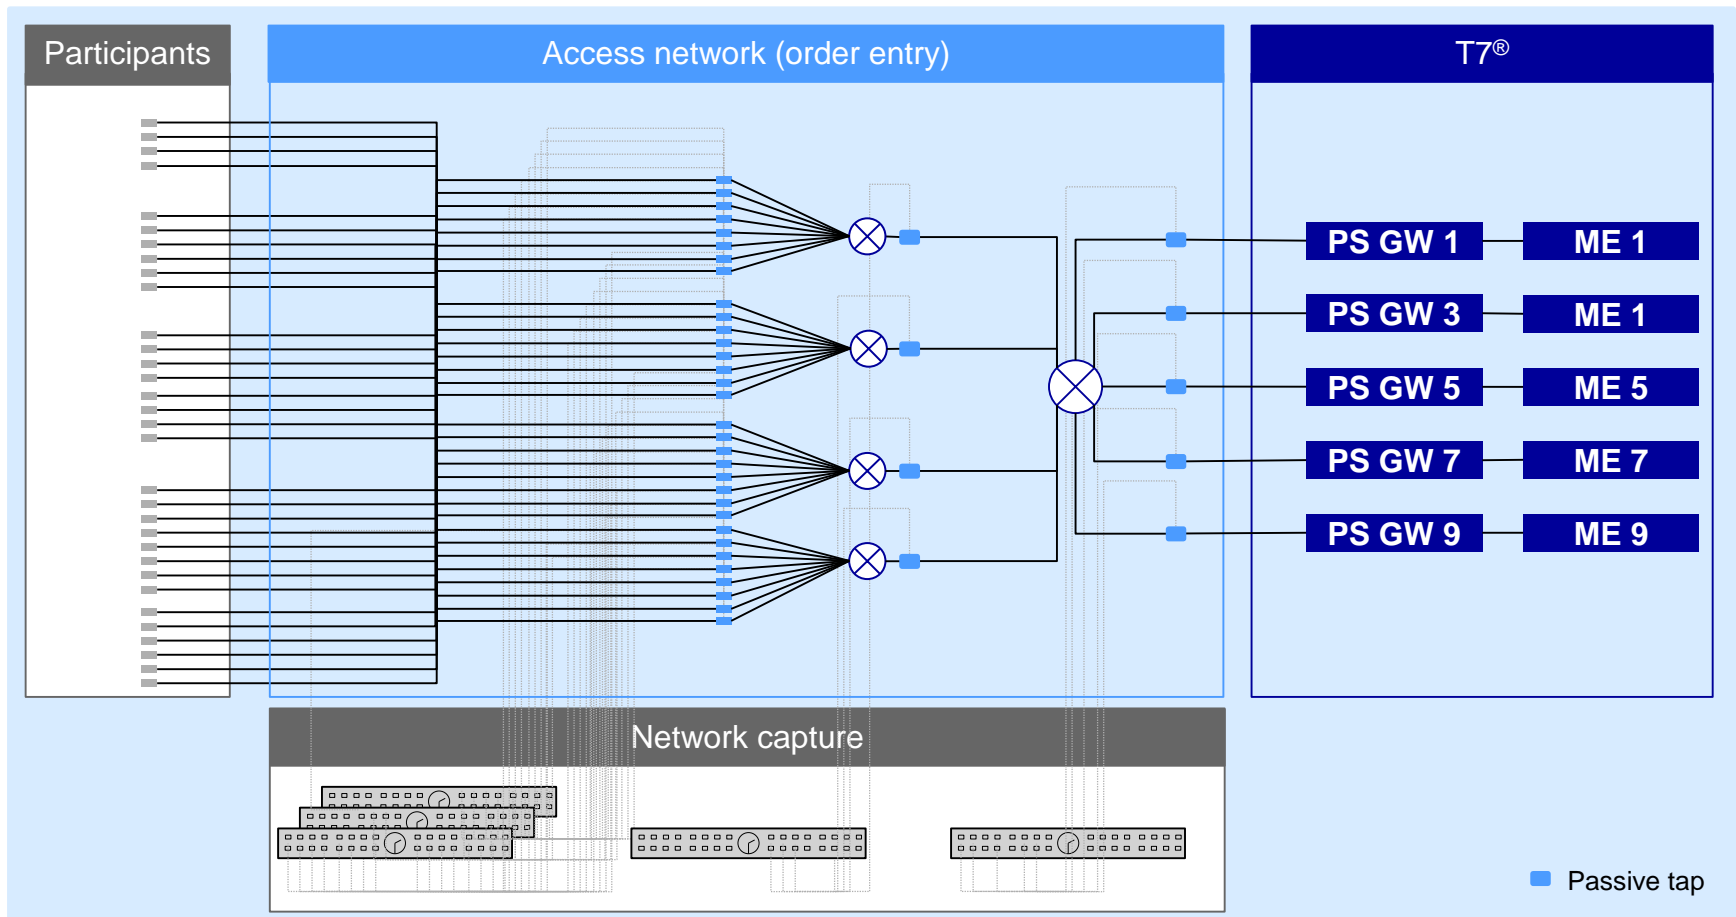 Participants
Access network (order entry)
T7®
PS GW 1
ME 1
PS GW 3
ME 1
PS GW 5
ME 5
PS GW 7
ME 7
PS GW 9
ME 9
Network capture
Passive tap